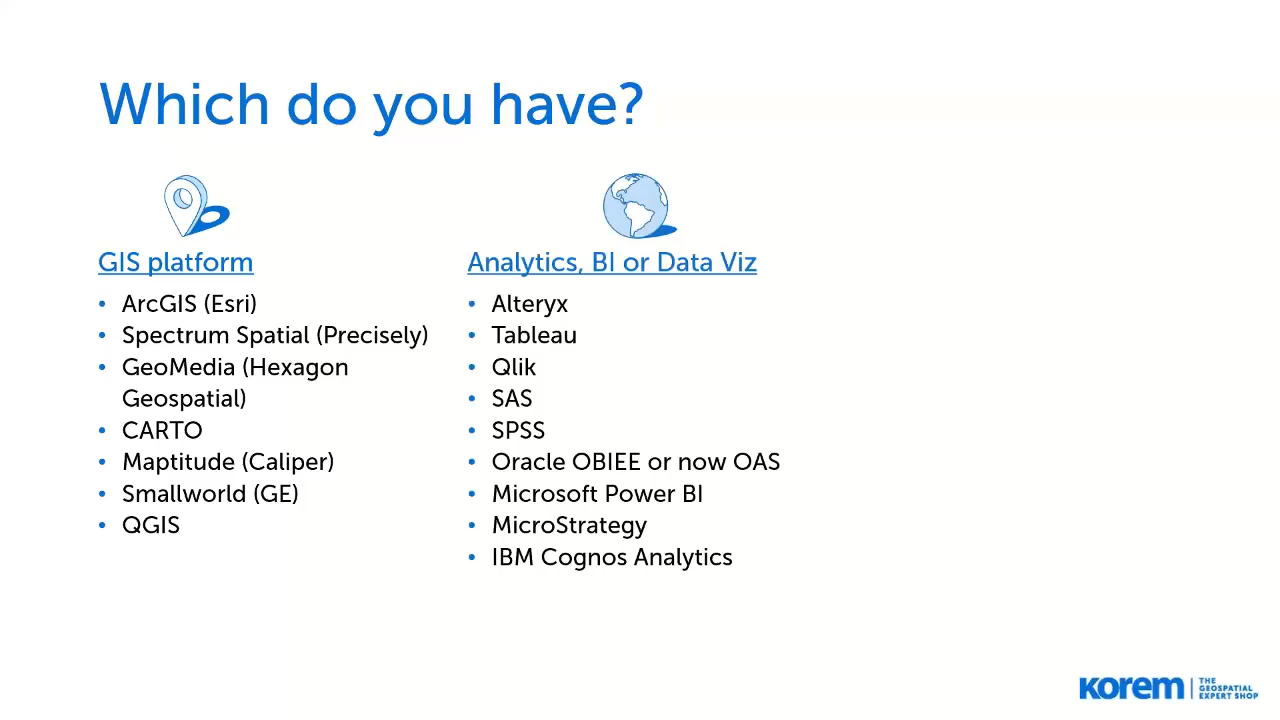 Which do you have?
GIS platform
• ArcGIS (Esri)
• Spectrum Spatial (Precisely)
• GeoMedia (Hexagon
Geospatial)
• CARTO
• Maptitude (Caliper)
• Smallworld (GE)
• QGIS
Analytics, BI or Data Viz
• Alteryx
• Tableau
• Qlik
• SAS
• SPSS
• Oracle OBIEE or now OAS
• Microsoft Power BI
• MicroStrategy
• IBM Cognos Analytics
Korem
THE
GEOSPATIAL
EXPERT SHOP